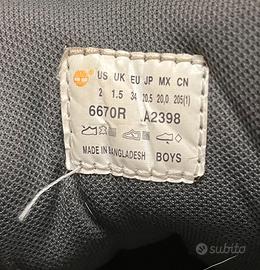 US UK EU JP MX CN
2 1.5 34 20.5 20.0 205(1)
6670R A2398
MADE IN BANGLADESH BOYS
subito